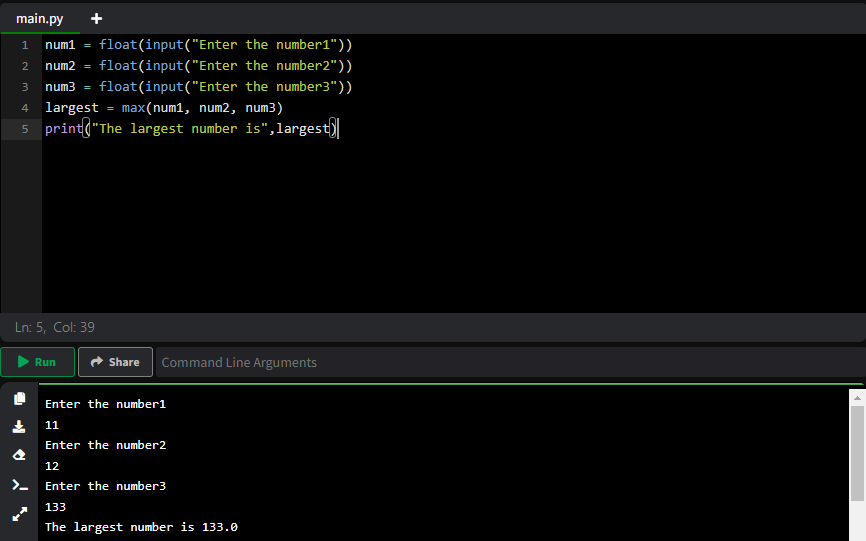 main.py +
1 num1 = float(input("Enter the number1"))
2 num2 = float(input("Enter the number2"))
3 num3 = float(input("Enter the number3"))
4 largest = max(num1, num2, num3)
5 print("The largest number is",largest)
Ln: 5, Col: 39
Run Share Command Line Arguments
Enter the number1
11
Enter the number2
12
Enter the number3
133
The largest number is 133.0